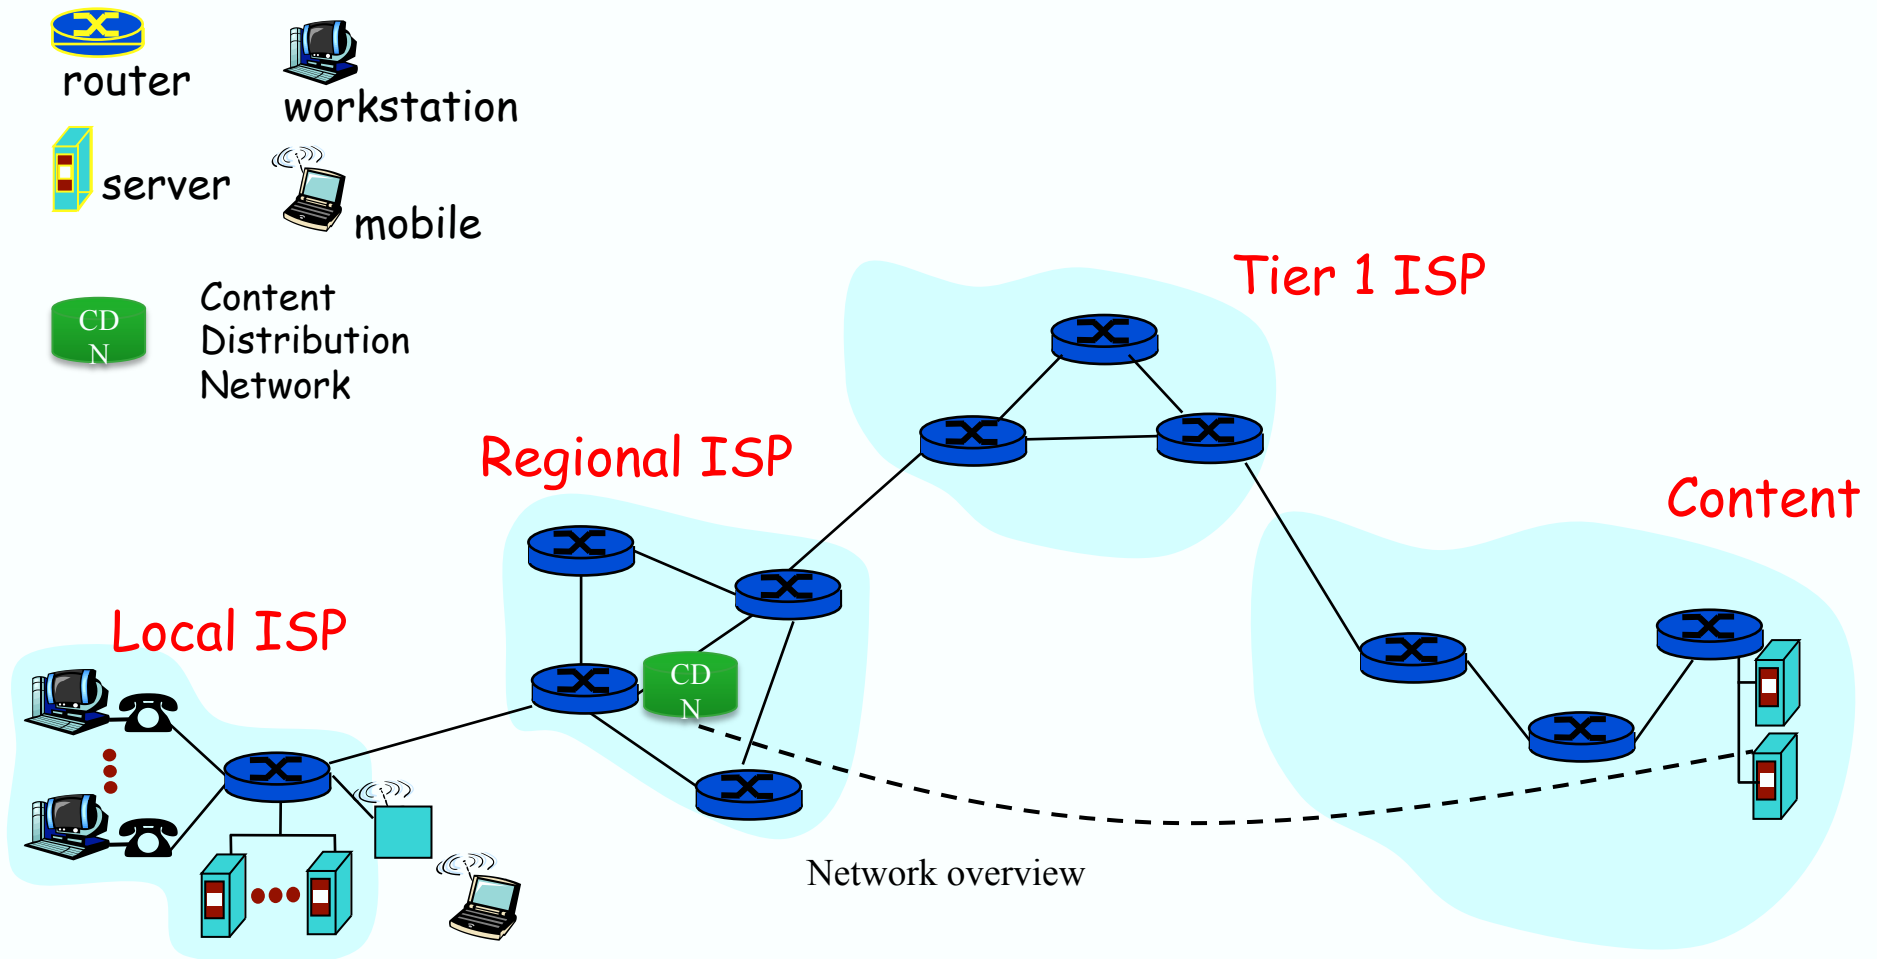 router
workstation
server
mobile
CD
N
Content
Distribution
Network
Tier 1 ISP
Regional ISP
Content
Local ISP
CD
N
Network overview